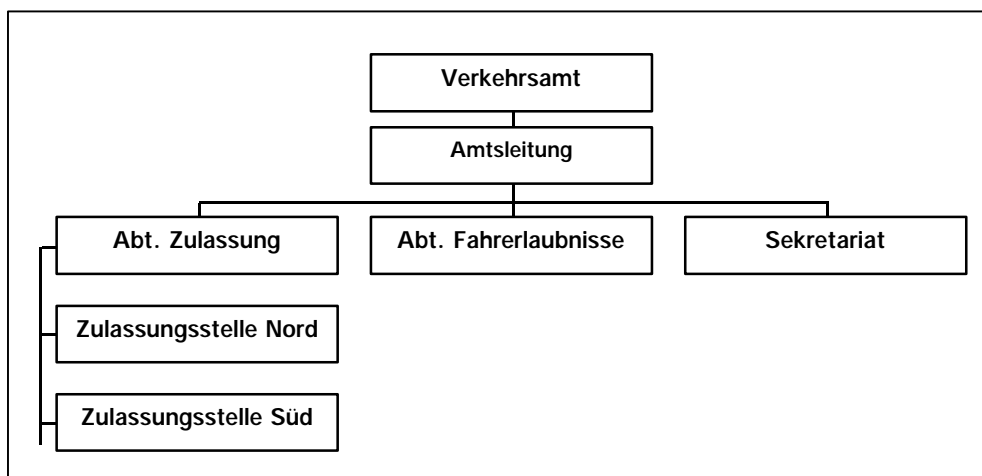 Verkehrsamt
Amtsleitung
Abt. Zulassung
Abt. Fahrerlaubnisse
Sekretariat
Zulassungsstelle Nord
Zulassungsstelle Süd